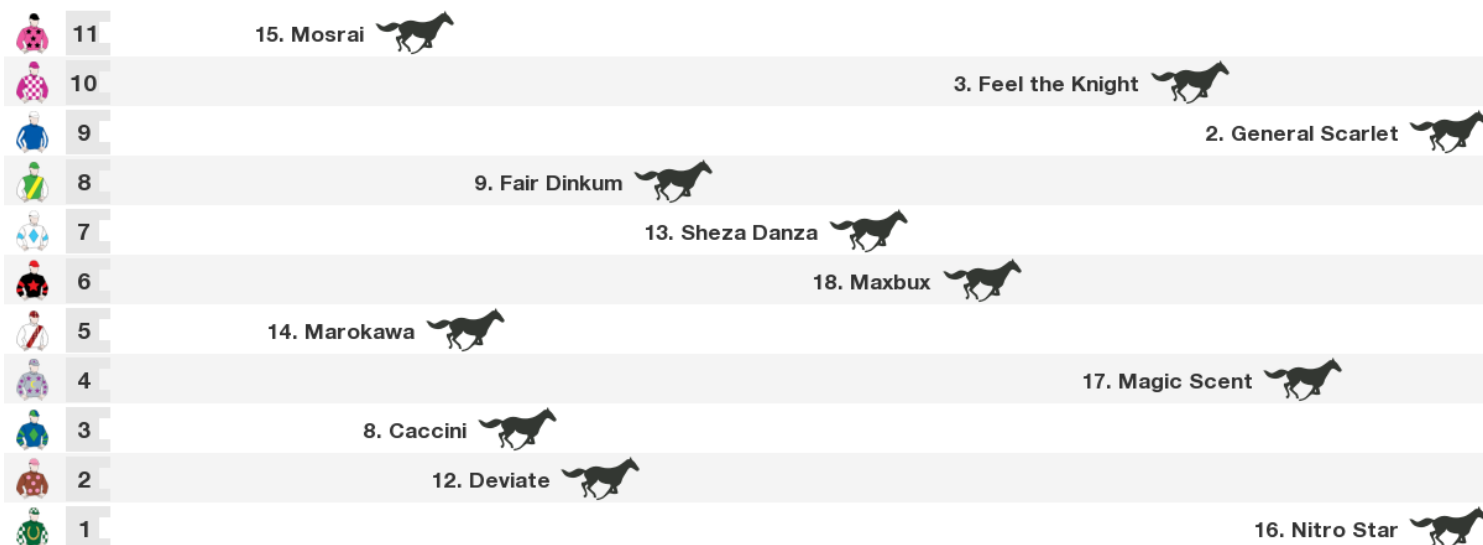 11 15. Mosrai
10 3. Feel the Knight
9 2. General Scarlet
8 9. Fair Dinkum
7 13. Sheza Danza
6 18. Maxbux
5 14. Marokawa
4 17. Magic Scent
3 8. Caccini
2 12. Deviate
1 16. Nitro Star